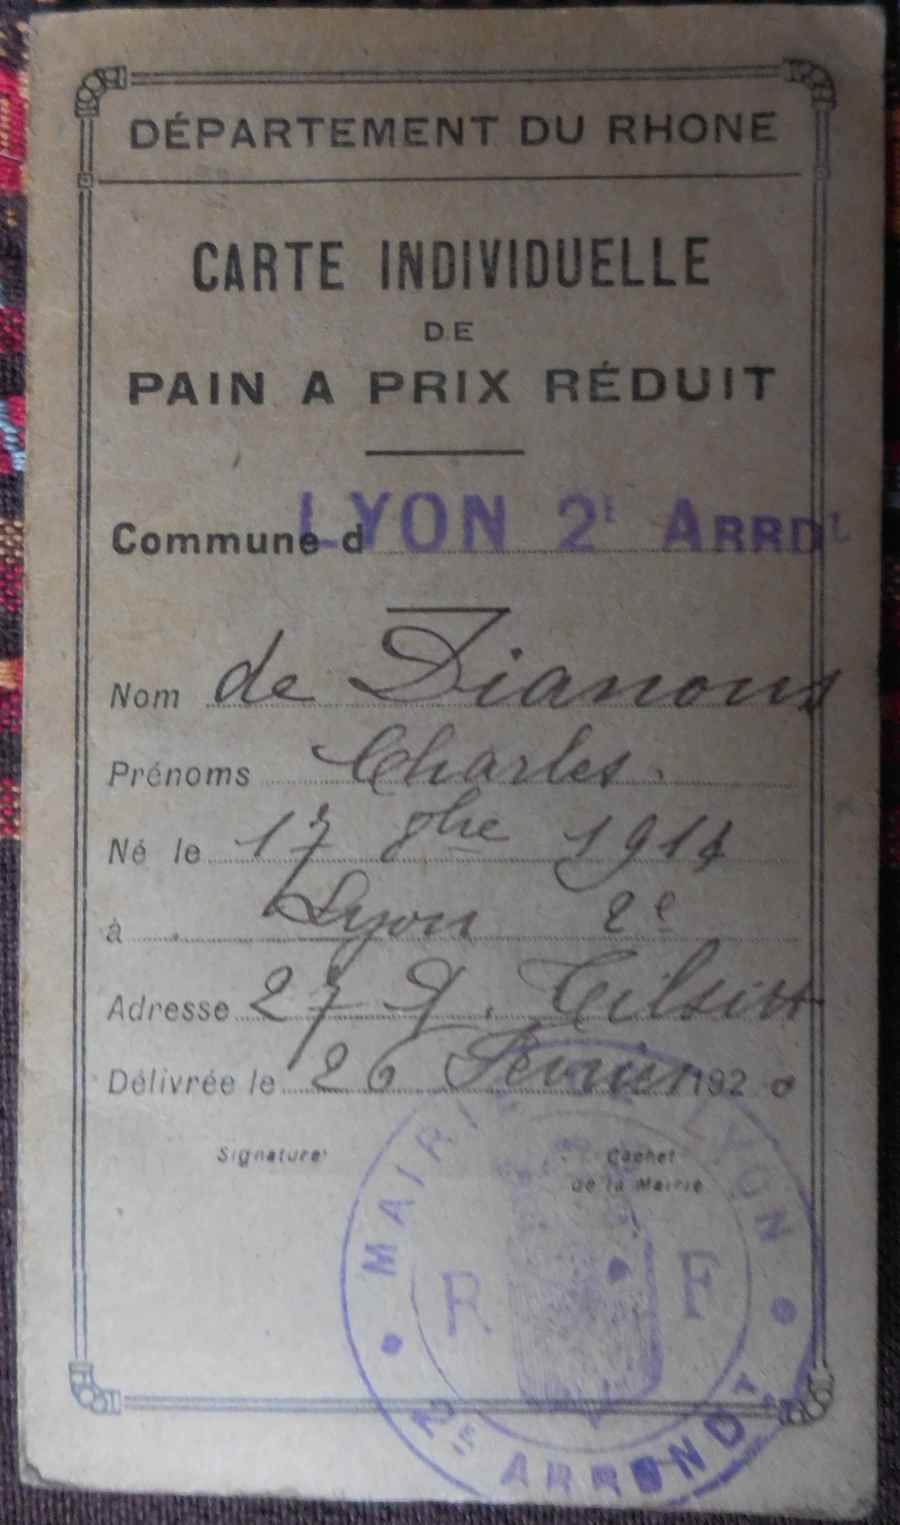 DÉPARTEMENT DU RHONE
CARTE INDIVIDUELLE
DE
PAIN A PRIX RÉDUIT
Commune d LYON 2E ARRDT
Nom de Dianous
Prénoms Charles.
Né le 17 9bre 1914
à Lyon 2e
Adresse 27 q. Tilsitt
Délivrée le 26 Février 1920
Signature
Cachet
de la Mairie
MAIRIE DE LYON
R F
2E ARRONDT